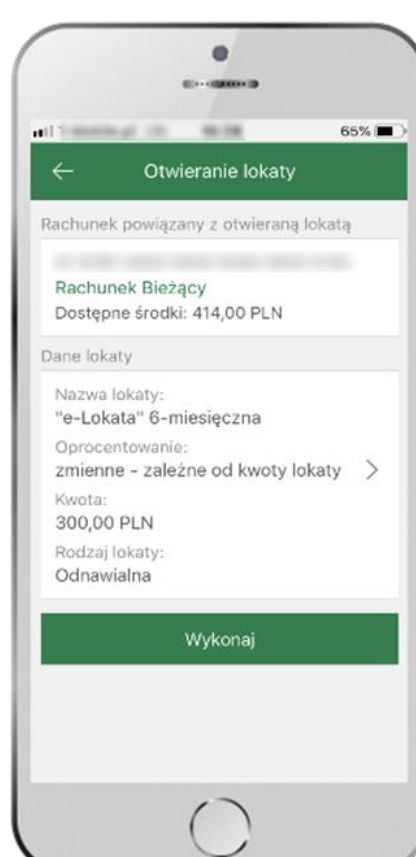 65%
Otwieranie lokaty
Rachunek powiązany z otwieraną lokatą
Rachunek Bieżący
Dostępne środki: 414,00 PLN
Dane lokaty
Nazwa lokaty:
"e-Lokata" 6-miesięczna
Oprocentowanie:
zmienne - zależne od kwoty lokaty
Kwota:
300,00 PLN
Rodzaj lokaty:
Odnawialna
Wykonaj